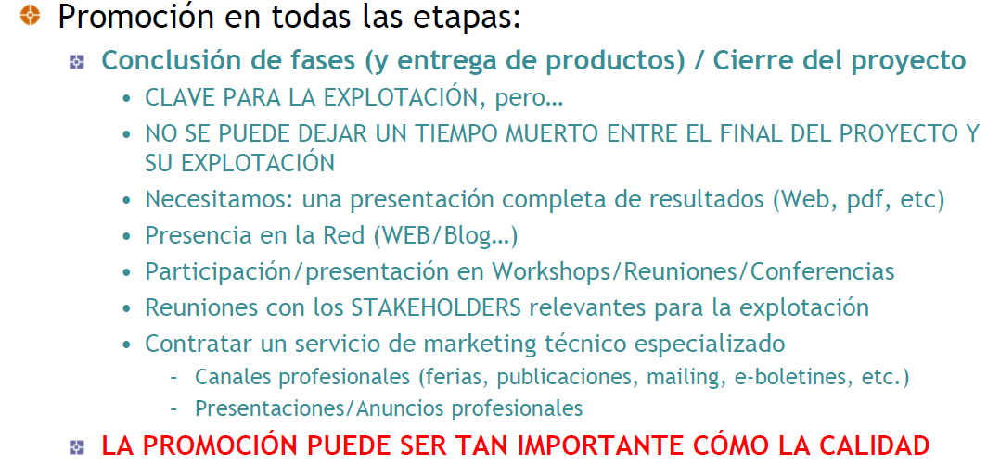 Promoción en todas las etapas:
Conclusión de fases (y entrega de productos) / Cierre del proyecto
• CLAVE PARA LA EXPLOTACIÓN, pero…
• NO SE PUEDE DEJAR UN TIEMPO MUERTO ENTRE EL FINAL DEL PROYECTO Y
SU EXPLOTACIÓN
• Necesitamos: una presentación completa de resultados (Web, pdf, etc)
• Presencia en la Red (WEB/Blog…)
• Participación/presentación en Workshops/Reuniones/Conferencias
• Reuniones con los STAKEHOLDERS relevantes para la explotación
• Contratar un servicio de marketing técnico especializado
– Canales profesionales (ferias, publicaciones, mailing, e-boletines, etc.)
– Presentaciones/Anuncios profesionales
LA PROMOCIÓN PUEDE SER TAN IMPORTANTE CÓMO LA CALIDAD